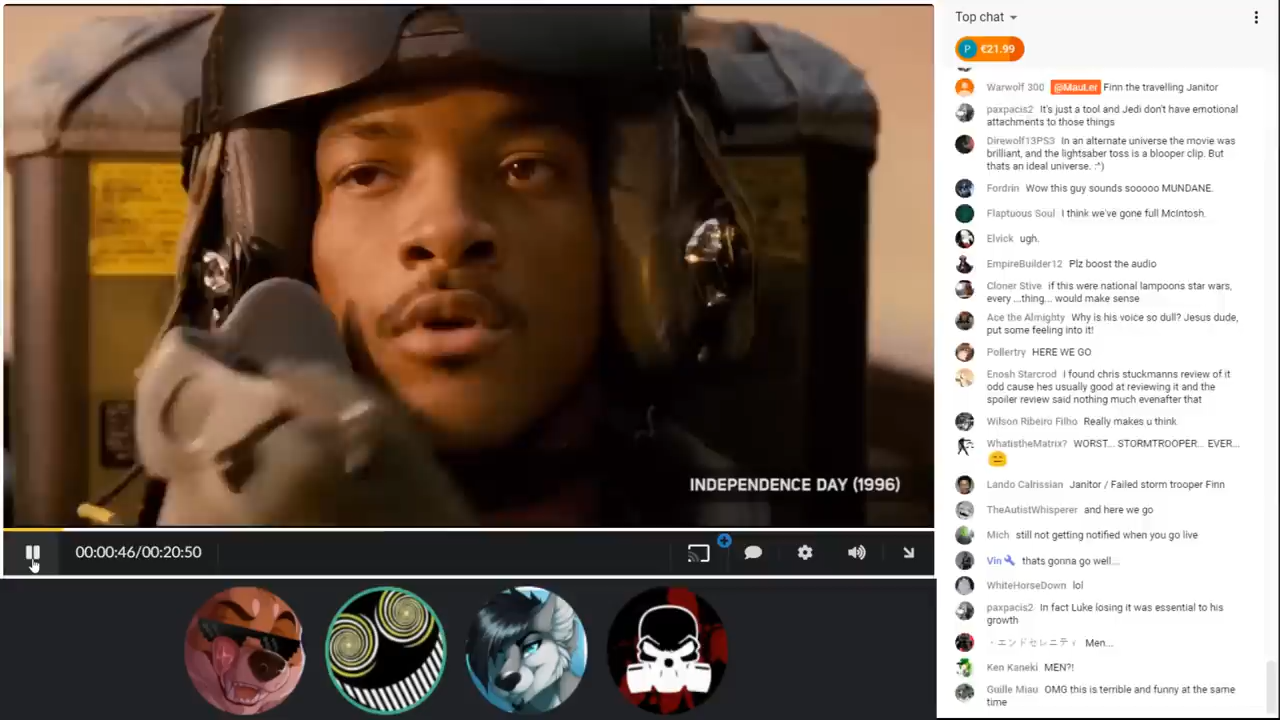 INDEPENDENCE DAY (1996)
00:00:46/00:20:50
Top chat
P €21.99
Warwolf 300 @MauLer Finn the travelling Janitor
paxpacis2 It's just a tool and Jedi don't have emotional
attachments to those things
Direwolf13PS3 In an alternate universe the movie was
brilliant, and the lightsaber toss is a blooper clip. But
thats an ideal universe. :^)
Fordrin Wow this guy sounds sooooo MUNDANE.
Flaptuous Soul I think we've gone full McIntosh.
Elvick ugh.
EmpireBuilder12 Plz boost the audio
Cloner Stive if this were national lampoons star wars,
every ...thing... would make sense
Ace the Almighty Why is his voice so dull? Jesus dude,
put some feeling into it!
Pollertry HERE WE GO
Enosh Starcrod I found chris stuckmanns review of it
odd cause hes usually good at reviewing it and the
spoiler review said nothing much evenafter that
Wilson Ribeiro Filho Really makes u think
WhatistheMatrix? WORST... STORMTROOPER... EVER...
Lando Calrissian Janitor / Failed storm trooper Finn
TheAutistWhisperer and here we go
Mich still not getting notified when you go live
Vin thats gonna go well...
WhiteHorseDown lol
paxpacis2 In fact Luke losing it was essential to his
growth
・エンドセレニティ Men...
Ken Kaneki MEN?!
Guille Miau OMG this is terrible and funny at the same
time